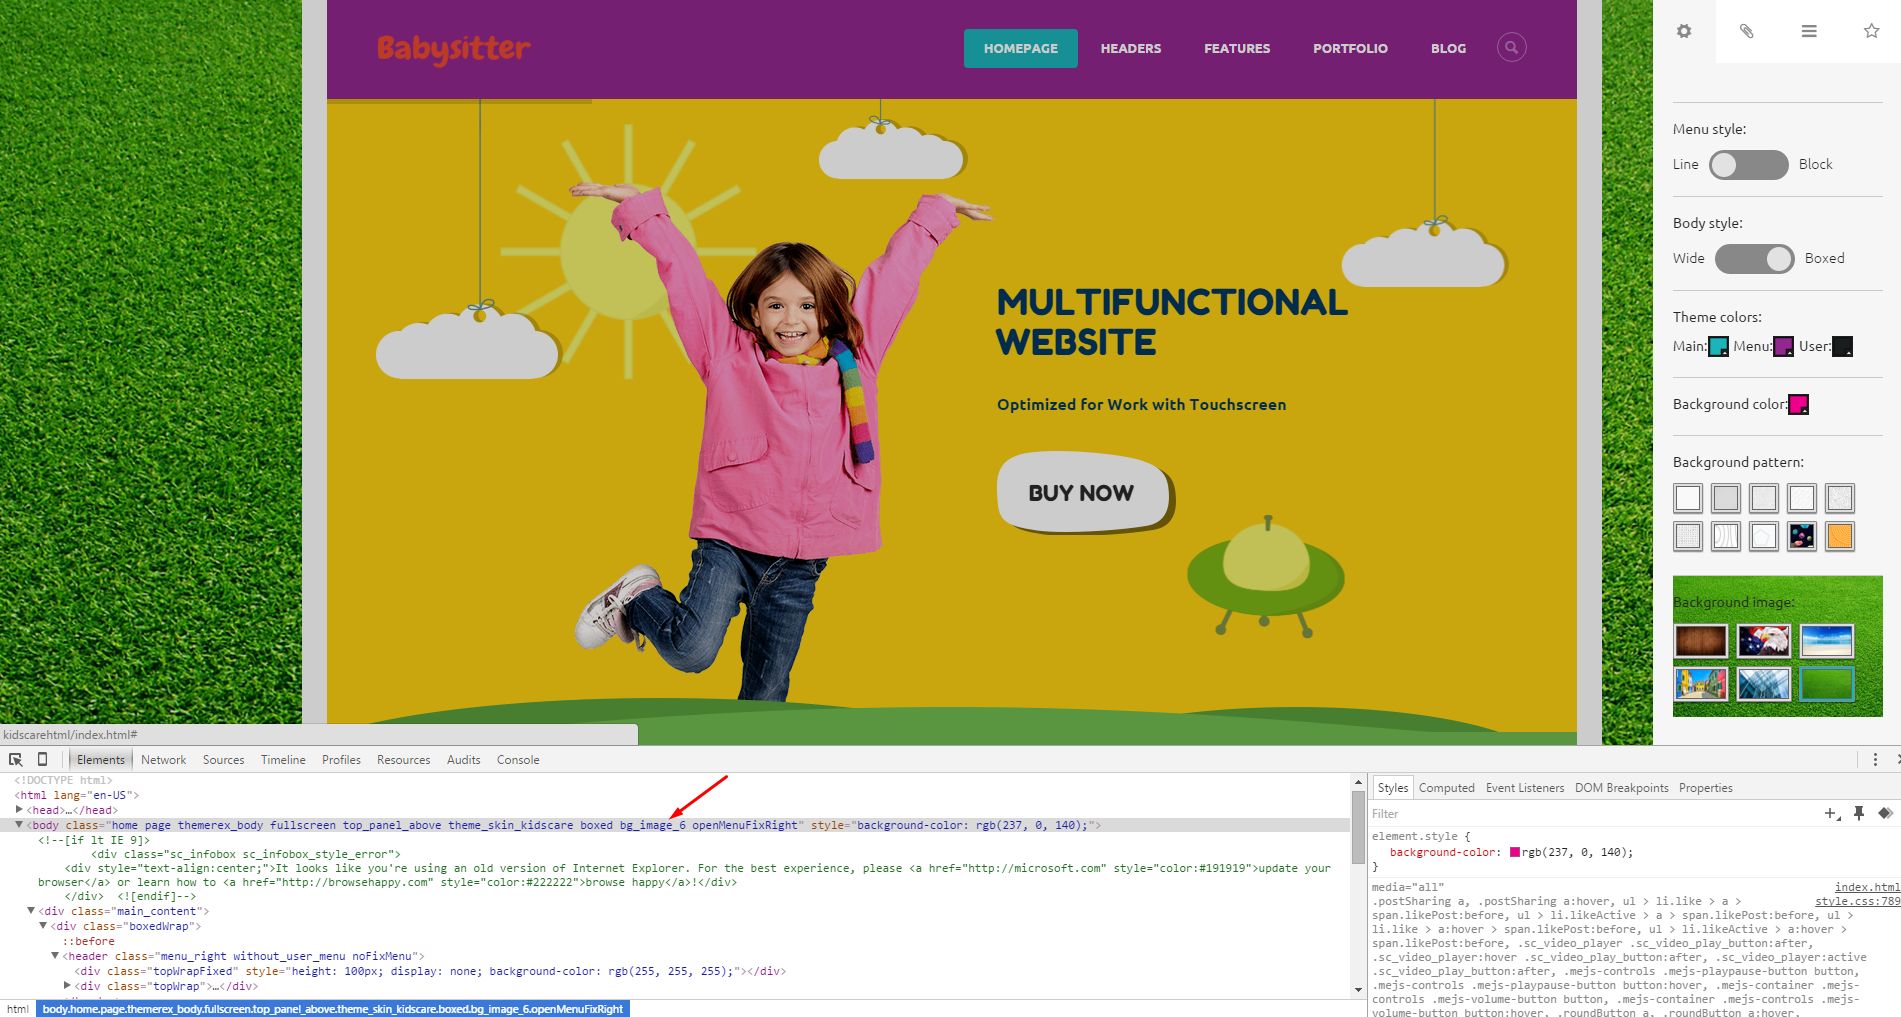 Babysitter
HOMEPAGE
HEADERS
FEATURES
PORTFOLIO
BLOG
MULTIFUNCTIONAL
WEBSITE
Optimized for Work with Touchscreen
BUY NOW
Menu style:
Line
Block
Body style:
Wide
Boxed
Theme colors:
Main: Menu: User:
Background color:
Background pattern:
Background image:
kidscarehtml/index.html#
Elements Network Sources Timeline Profiles Resources Audits Console
<!DOCTYPE html>
<html lang="en-US">
<head>…</head>
<body class="home page themerex_body fullscreen top_panel_above theme_skin_kidscare boxed bg_image_6 openMenuFixRight" style="background-color: rgb(237, 0, 140);">
<!--[if lt IE 9]>
<div class="sc_infobox sc_infobox_style_error">
<div style="text-align:center;">It looks like you're using an old version of Internet Explorer. For the best experience, please <a href="http://microsoft.com" style="color:#191919">update your
browser</a> or learn how to <a href="http://browsehappy.com" style="color:#222222">browse happy</a>!</div>
</div> <![endif]-->
<div class="main_content">
<div class="boxedWrap">
::before
<header class="menu_right without_user_menu noFixMenu">
<div class="topWrapFixed" style="height: 100px; display: none; background-color: rgb(255, 255, 255);"></div>
<div class="topWrap">…</div>
html body.home.page.themerex_body.fullscreen.top_panel_above.theme_skin_kidscare.boxed.bg_image_6.openMenuFixRight
Styles Computed Event Listeners DOM Breakpoints Properties
Filter
element.style {
background-color: rgb(237, 0, 140);
}
media="all" index.html
.postSharing a, .postSharing a:hover, ul > li.like > a > style.css:789
span.likePost:before, ul > li.likeActive > a > span.likePost:before, ul >
li.like > a:hover > span.likePost:before, ul > li.likeActive > a:hover >
span.likePost:before, .sc_video_player .sc_video_play_button:after,
.sc_video_player:hover .sc_video_play_button:after, .sc_video_player:active
.sc_video_play_button:after, .mejs-controls .mejs-playpause-button button,
.mejs-controls .mejs-playpause-button button:hover, .mejs-container .mejs-
controls .mejs-volume-button button, .mejs-container .mejs-controls .mejs-
volume-button button:hover, .roundButton a, .roundButton a:hover,